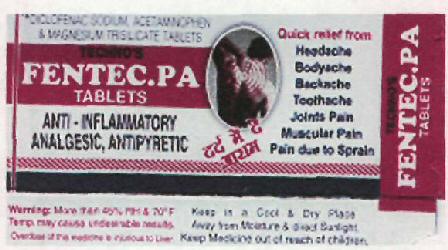 *DICLOFENAC SODIUM, ACETAMINOPHEN
& MAGNESIUM TRISILICATE TABLETS
TECHNO'S
FENTEC.PA
TABLETS
ANTI - INFLAMMATORY
ANALGESIC, ANTIPYRETIC
दर्द में दे
आराम
Quick relief from
Headache
Bodyache
Backache
Toothache
Joints Pain
Muscular Pain
Pain due to Sprain
TECHNO'S
FENTEC.PA
TABLETS
Warning: More than 45% RH & 70° F
Temp. may cause undesirable results.
Overdose of this medicine is injurious to Liver
Keep in a Cool & Dry Place
Away from Moisture & direct Sunlight.
Keep Medicine out of reach of children.